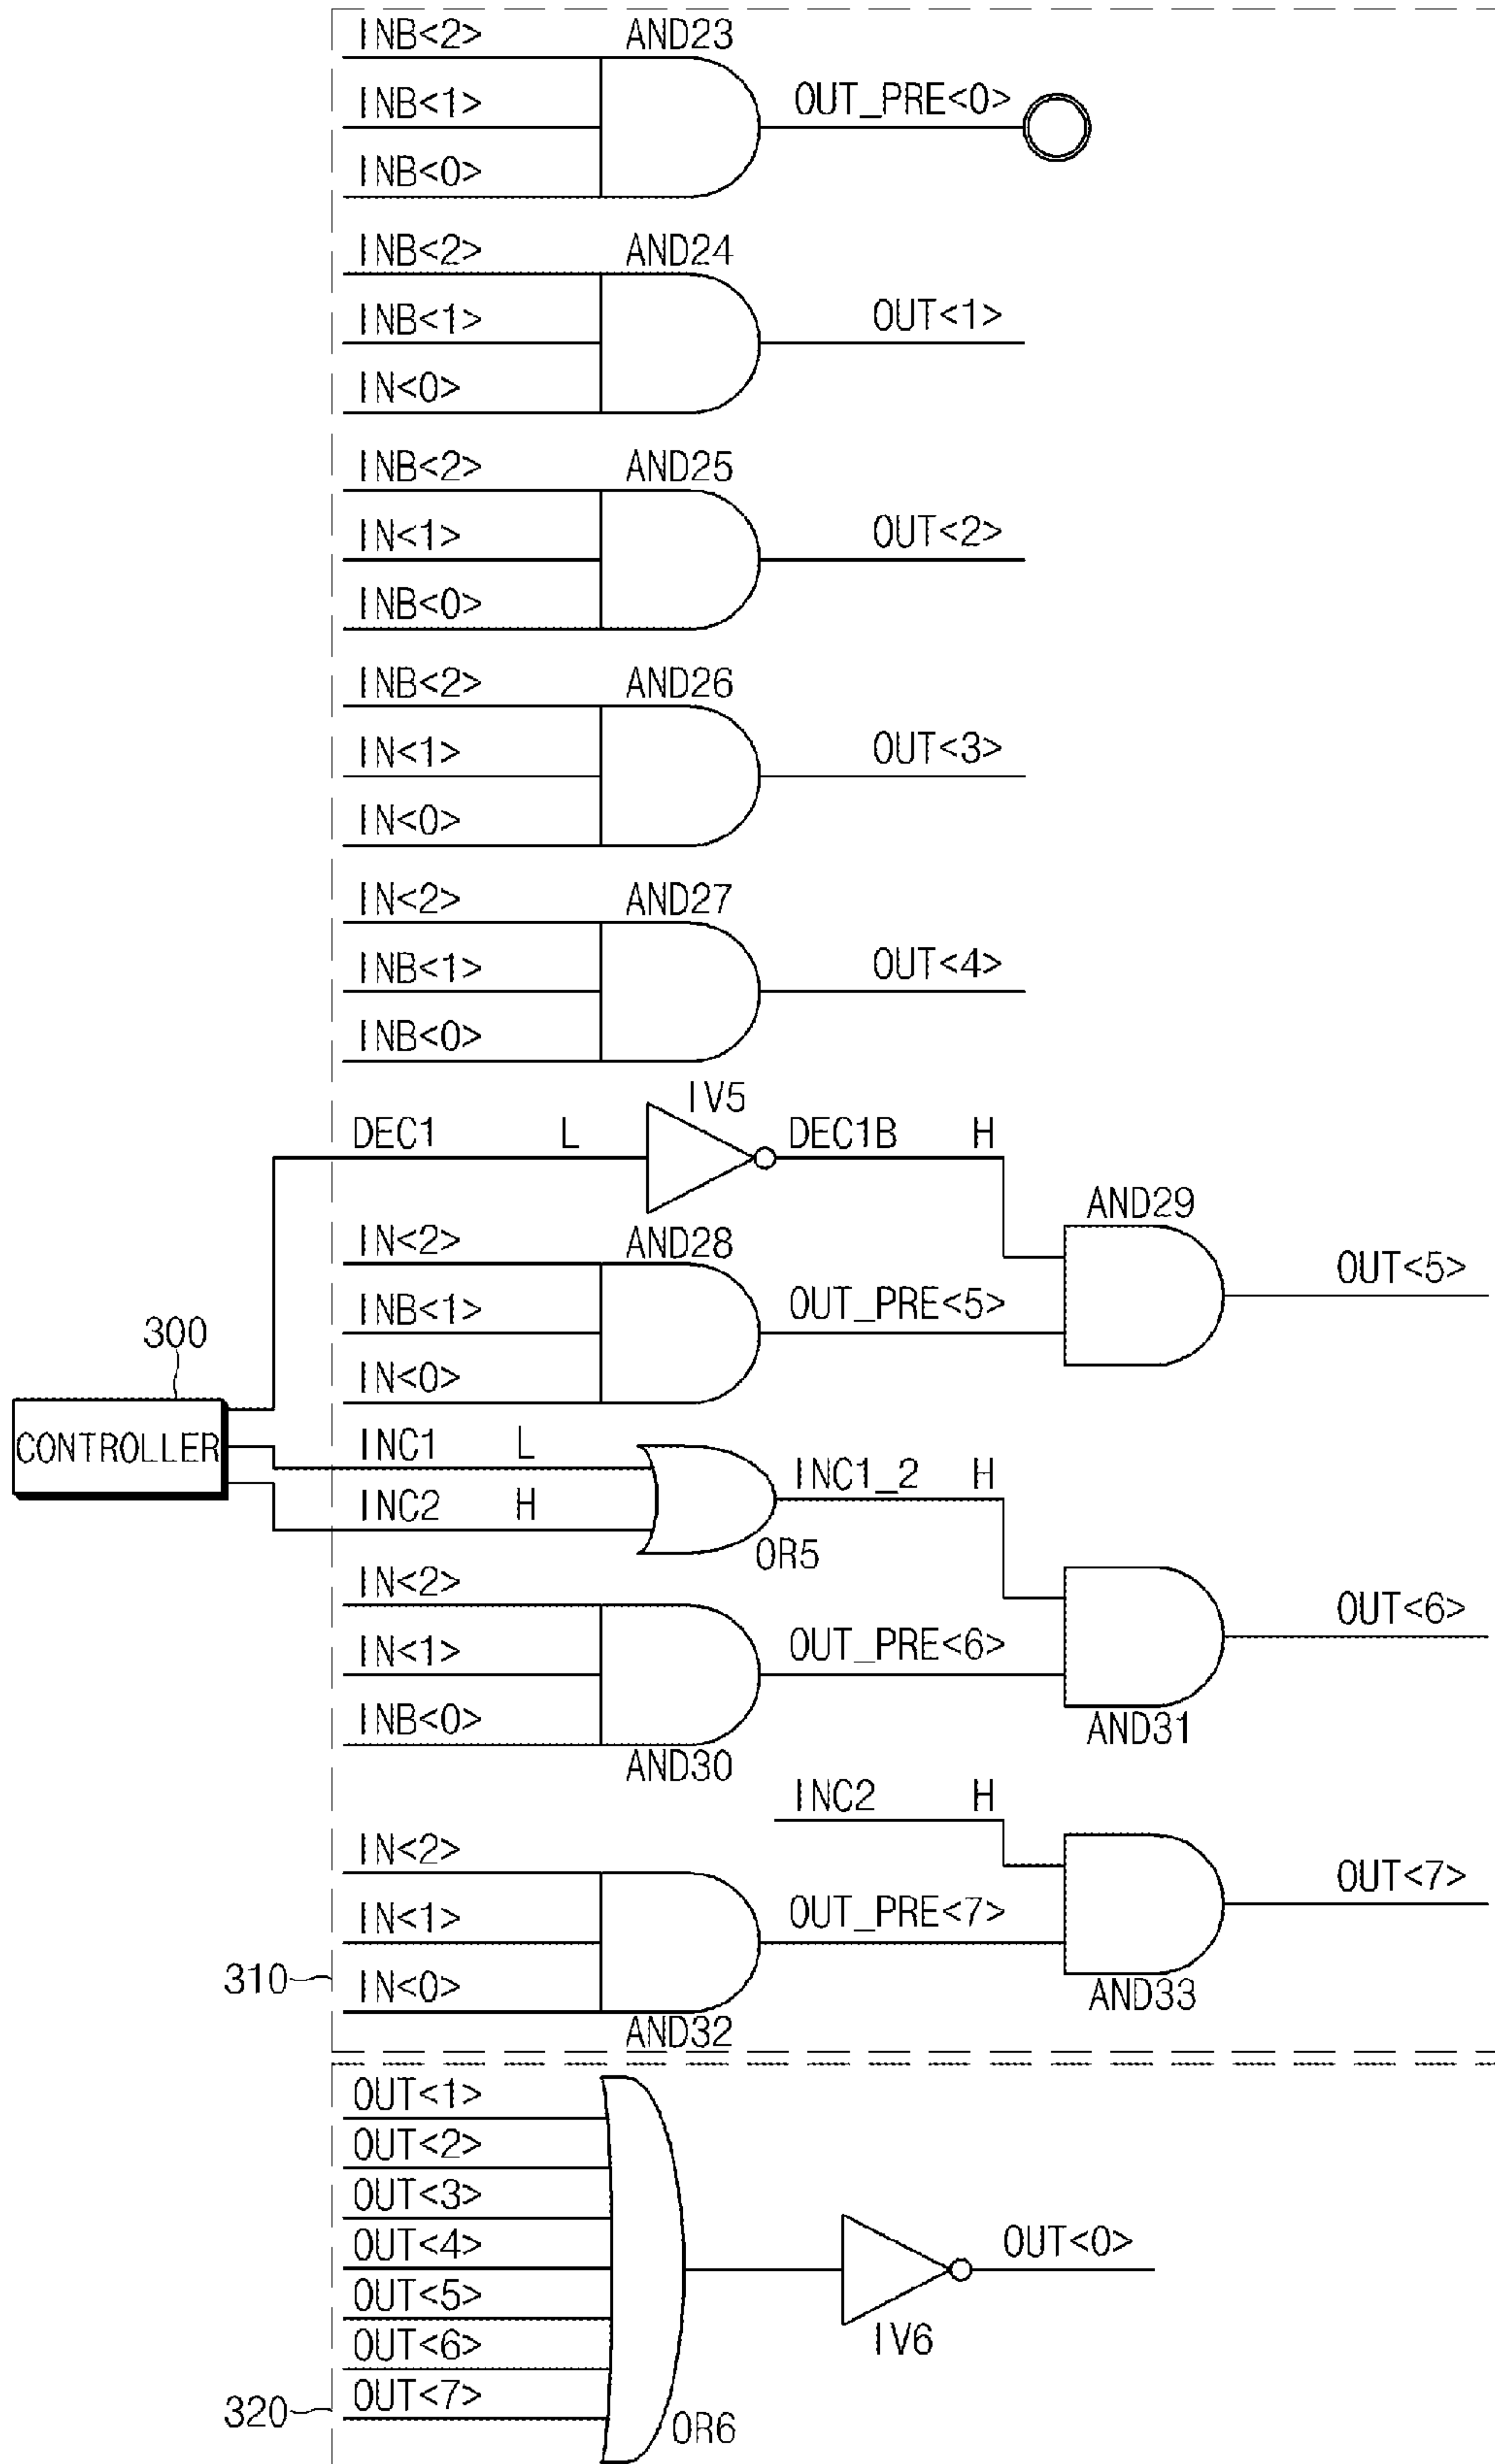 INB<2> AND23
INB<1> OUT_PRE<0>
INB<0>
INB<2> AND24
INB<1> OUT<1>
IN<0>
INB<2> AND25
IN<1> OUT<2>
INB<0>
INB<2> AND26
IN<1> OUT<3>
IN<0>
IN<2> AND27
INB<1> OUT<4>
INB<0>
IV5
DEC1 L DEC1B H
AND29
IN<2> AND28
OUT<5>
INB<1> OUT_PRE<5>
300
IN<0>
CONTROLLER
INC1 L
INC1_2 H
INC2 H
OR5
IN<2>
OUT<6>
IN<1> OUT_PRE<6>
INB<0>
AND31
AND30
INC2 H
IN<2>
OUT<7>
IN<1> OUT_PRE<7>
310
IN<0>
AND33
AND32
OUT<1>
OUT<2>
OUT<3>
OUT<4> OUT<0>
OUT<5>
OUT<6> IV6
OUT<7>
320
OR6